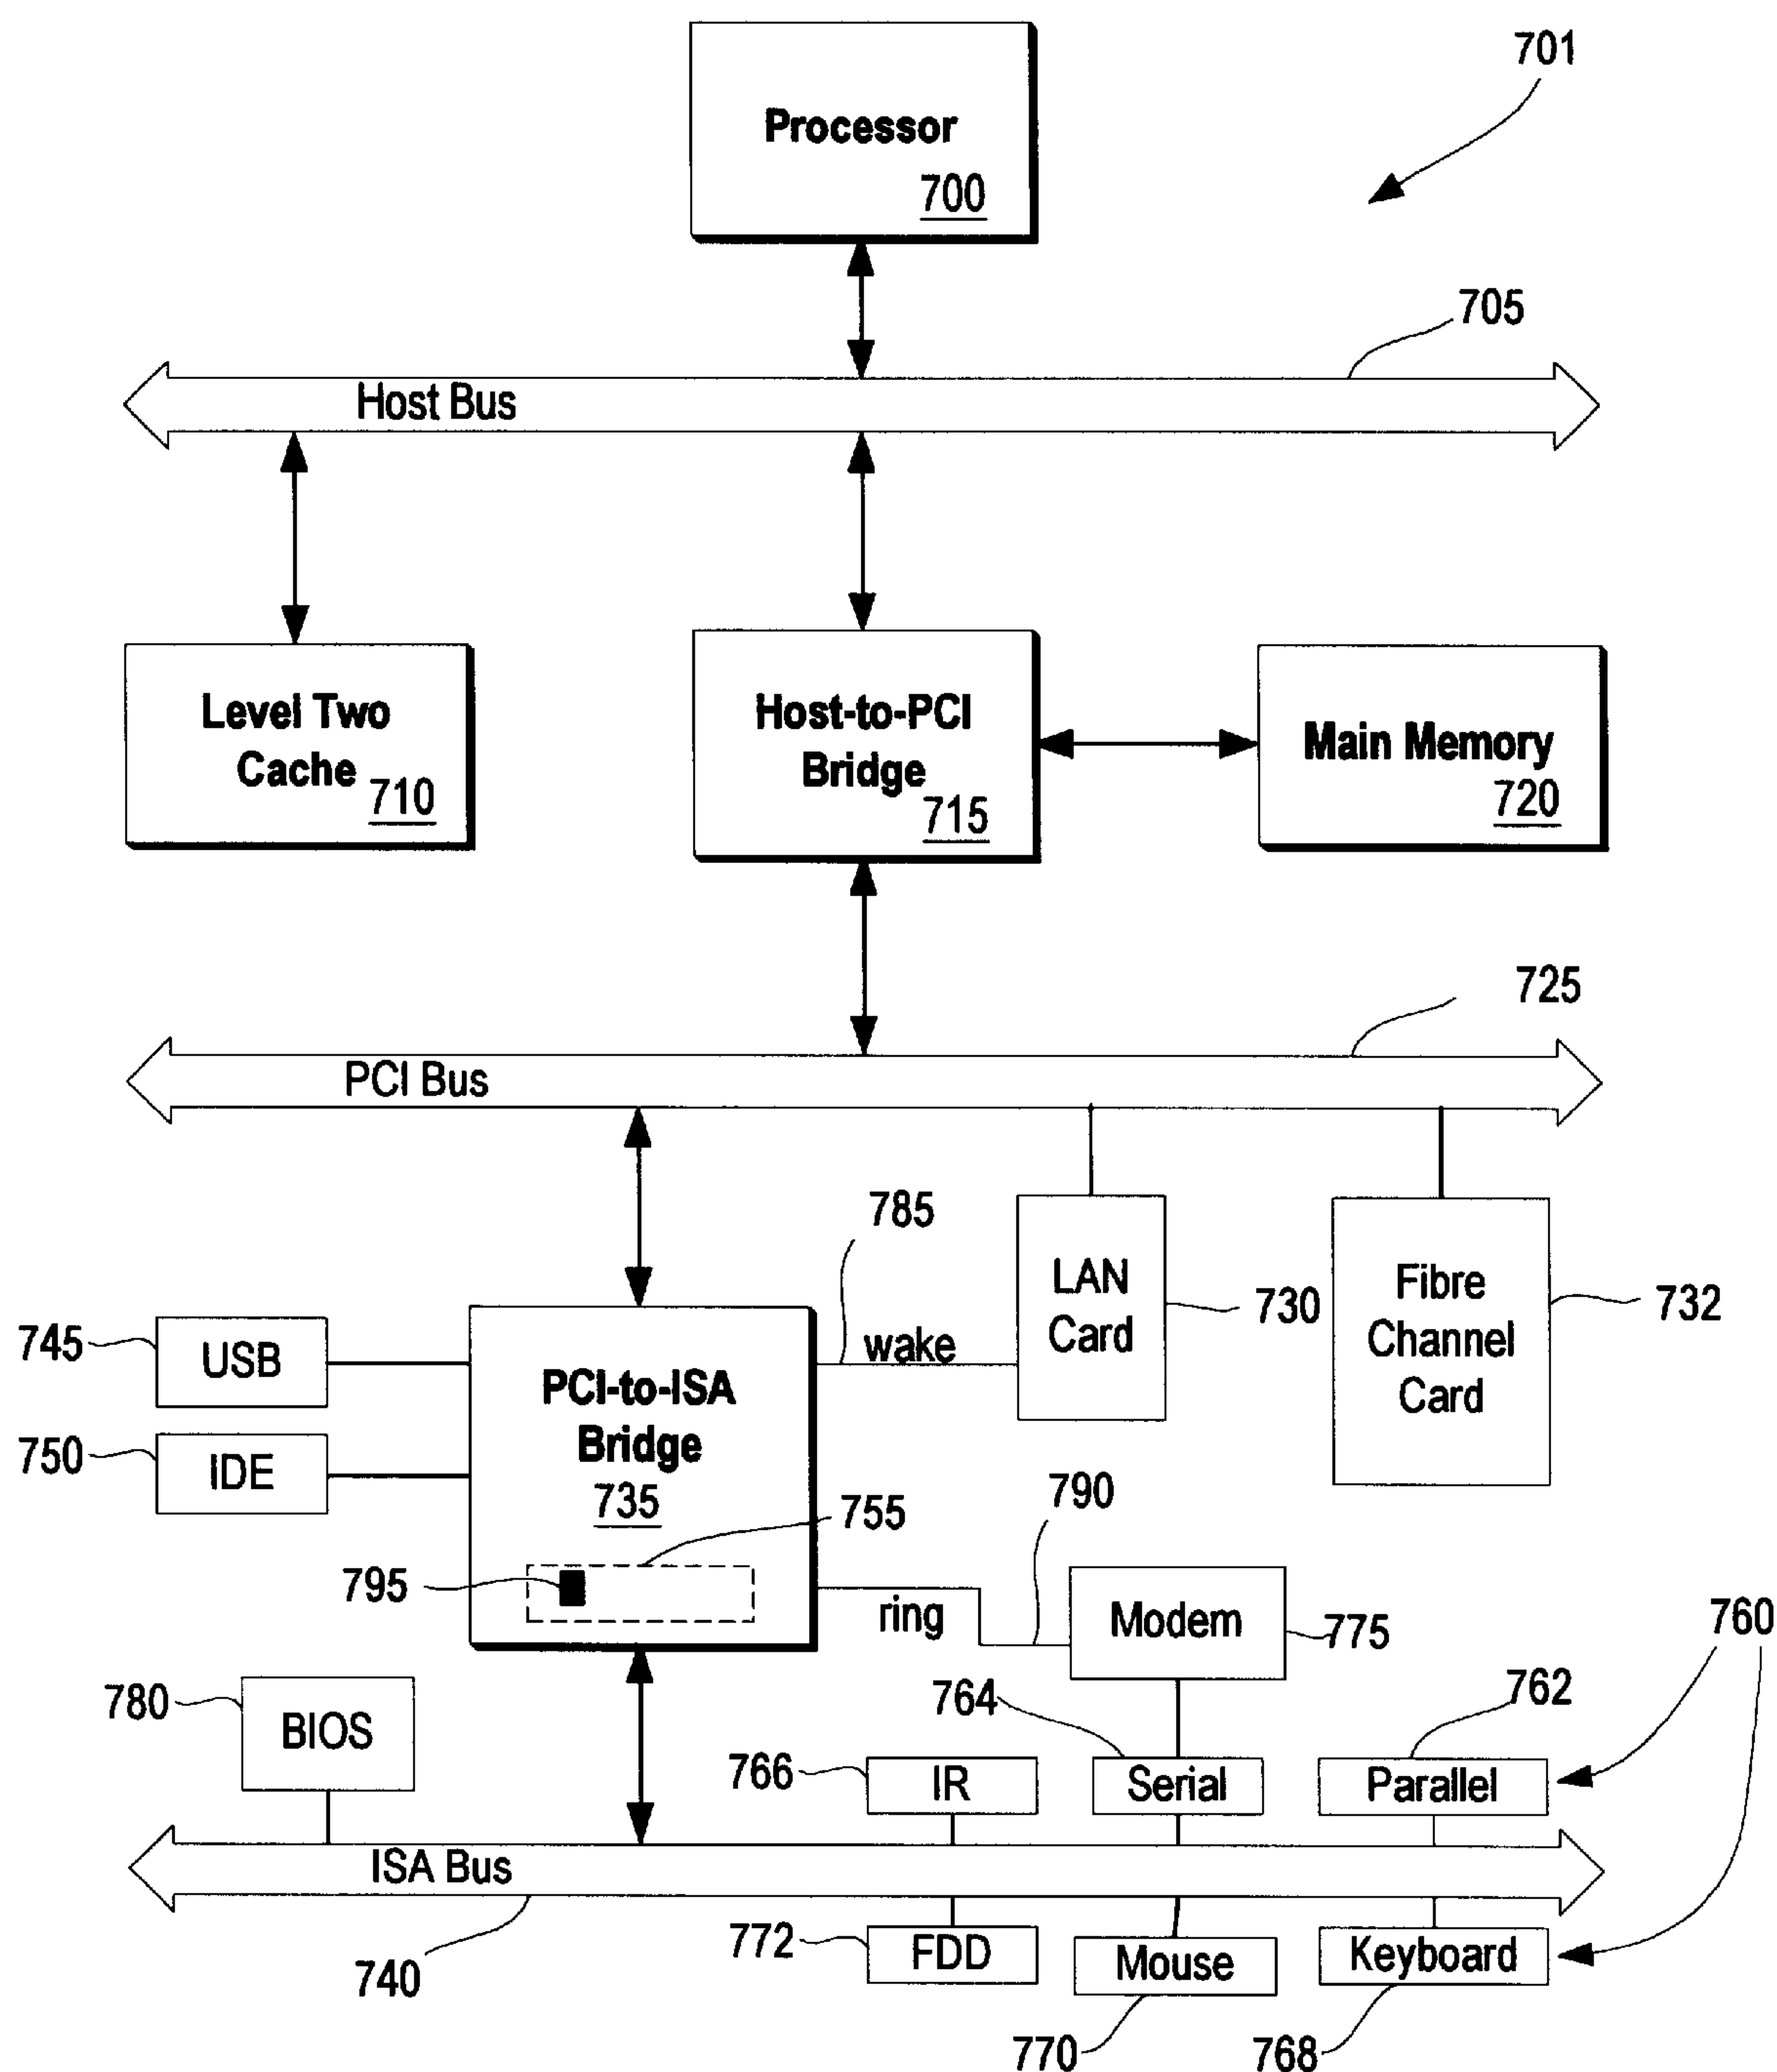 701
Processor
700
705
Host Bus
Level Two
Cache
710
Host-to-PCI
Bridge
715
Main Memory
720
725
PCI Bus
785
LAN
Card
730
Fibre
Channel
Card
732
745
USB
wake
PCI-to-ISA
Bridge
735
750
IDE
755
790
795
ring
Modem
775
760
780
BIOS
764
762
766
IR
Serial
Parallel
ISA Bus
740
772
FDD
Mouse
Keyboard
770
768